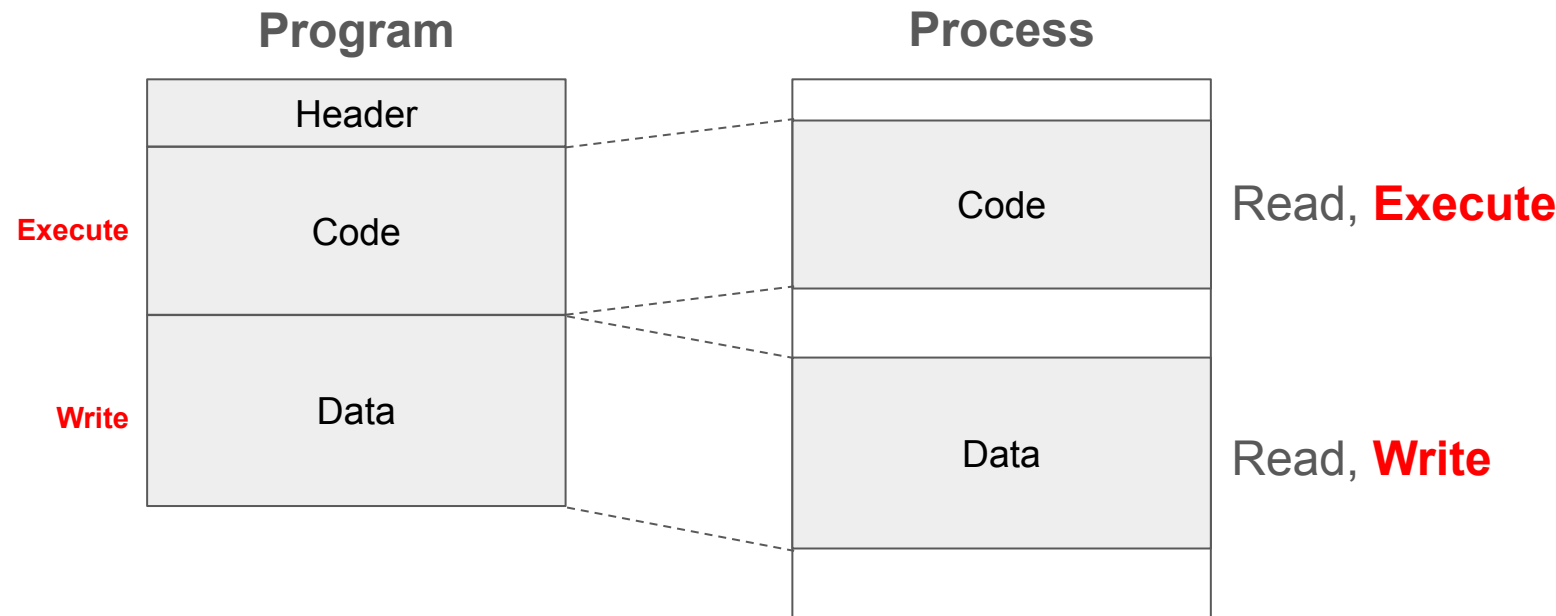 Program
Process
Header
Execute
Code
Code
Read, Execute
Write
Data
Data
Read, Write